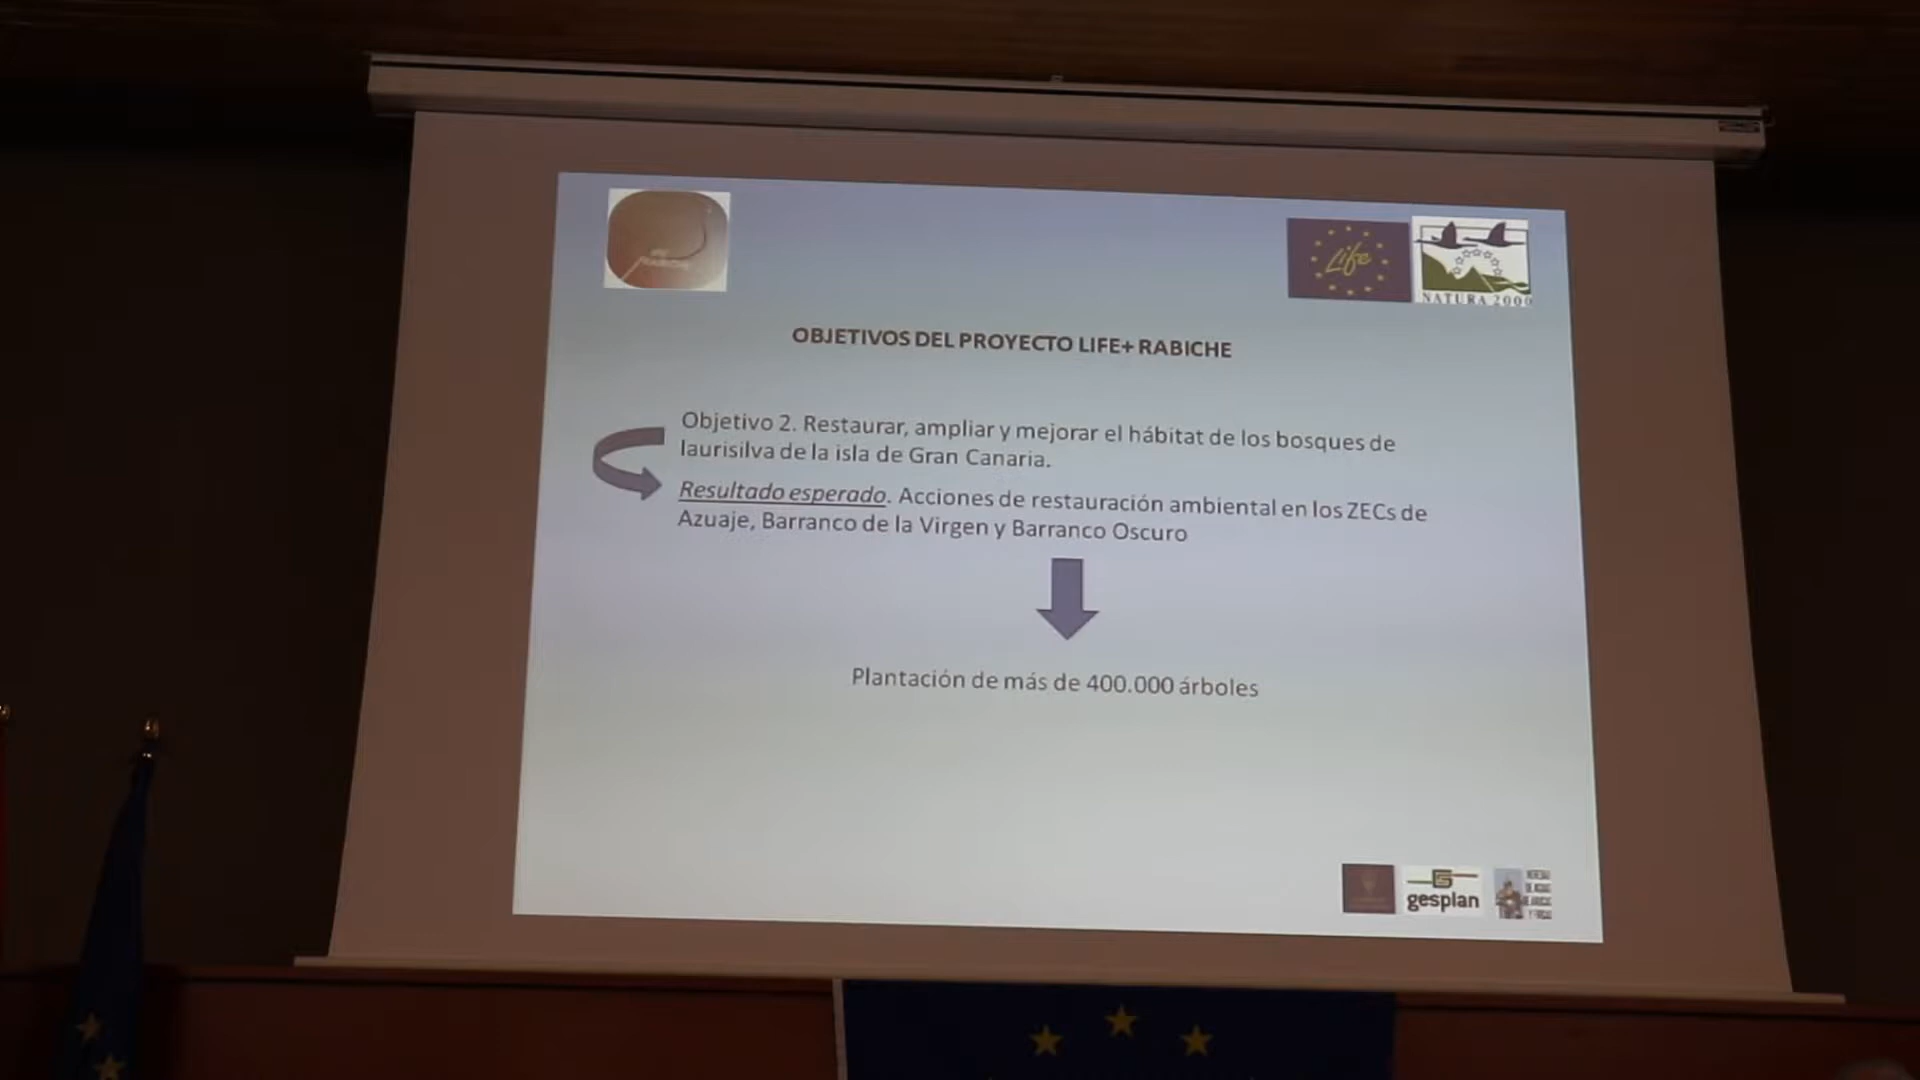 RABICHE
Life
NATURA 2000
OBJETIVOS DEL PROYECTO LIFE+ RABICHE
Objetivo 2. Restaurar, ampliar y mejorar el hábitat de los bosques de
laurisilva de la isla de Gran Canaria.
Resultado esperado. Acciones de restauración ambiental en los ZECs de
Azuaje, Barranco de la Virgen y Barranco Oscuro
Plantación de más de 400.000 árboles
gesplan